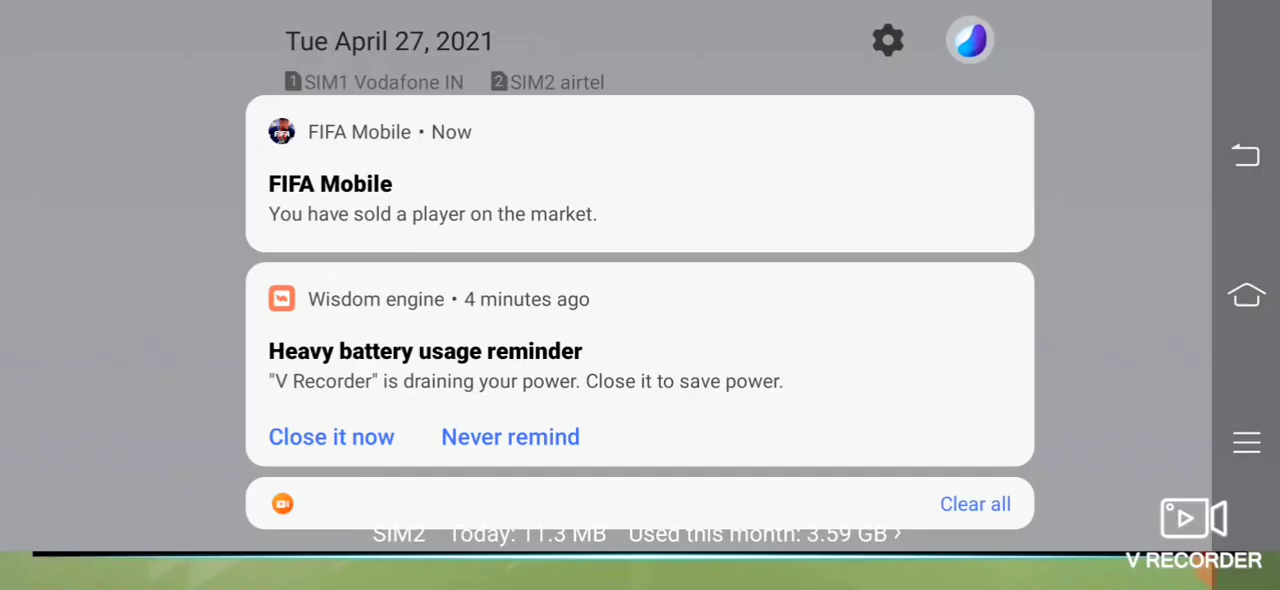 Tue April 27, 2021
1 SIM1 Vodafone IN 2 SIM2 airtel
FIFA
FIFA Mobile • Now
FIFA Mobile
You have sold a player on the market.
Wisdom engine • 4 minutes ago
Heavy battery usage reminder
"V Recorder" is draining your power. Close it to save power.
Close it now Never remind
Clear all
SIM2 Today: 11.3 MB Used this month: 3.59 GB ›
V RECORDER